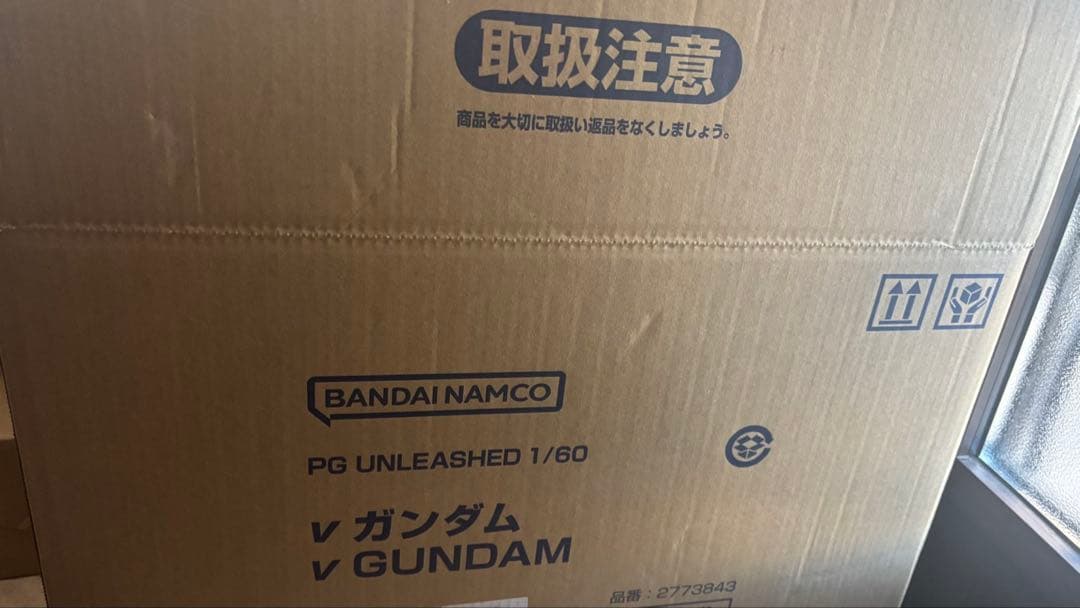 取扱注意
商品を大切に取扱い返品をなくしましょう。
BANDAI NAMCO
PG UNLEASHED 1/60
ν ガンダム
ν GUNDAM
品番：2773843